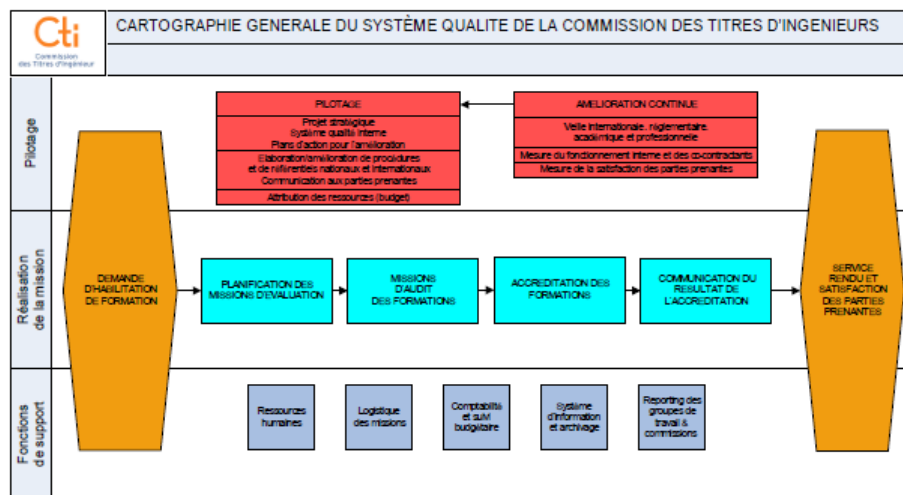 Cti
Commission
des Titres d'Ingénieur
CARTOGRAPHIE GENERALE DU SYSTÈME QUALITE DE LA COMMISSION DES TITRES D'INGENIEURS
Pilotage
PILOTAGE
Projet stratégique
Système qualité interne
Plans d'action pour l'amélioration
Elaboration/amélioration de procédures
et de référentiels nationaux et internationaux
Communication aux parties prenantes
Attribution des ressources (budget)
AMELIORATION CONTINUE
Veille internationale, réglementaire,
académique et professionnelle
Mesure du fonctionnement interne et des co-contractants
Mesure de la satisfaction des parties prenantes
Réalisation
de la mission
DEMANDE
D'HABILITATION
DE FORMATION
PLANIFICATION DES
MISSIONS D'EVALUATION
MISSIONS
D'AUDIT
DES FORMATIONS
ACCREDITATION DES
FORMATIONS
COMMUNICATION DU
RESULTAT DE
L'ACCREDITATION
SERVICE
RENDU ET
SATISFACTION
DES PARTIES
PRENANTES
Fonctions
de support
Ressources
humaines
Logistique
des missions
Comptabilité
et suivi
budgétaire
Système
d'information
et archivage
Reporting des
groupes de
travail &
commissions